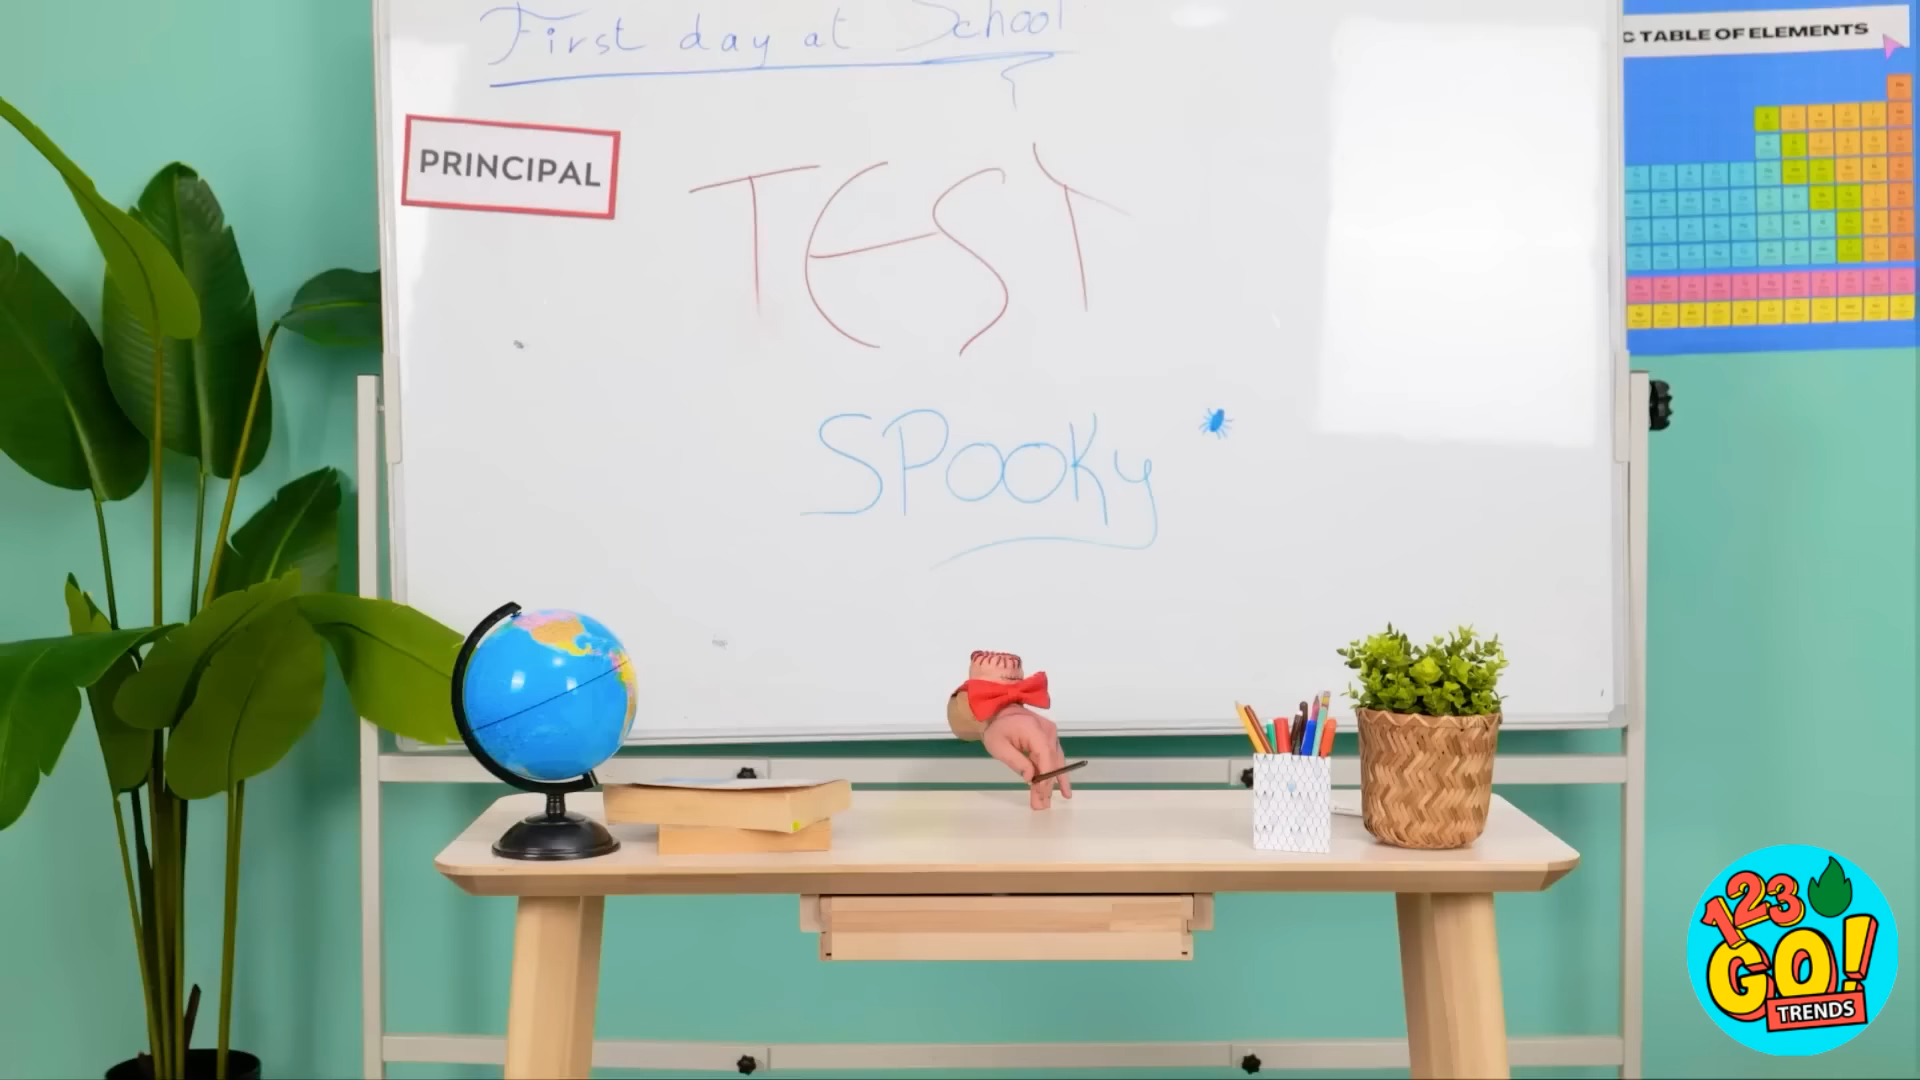 First day at School
C TABLE OF ELEMENTS
PRINCIPAL
TEST
SPOOKY
123
GO!
TRENDS